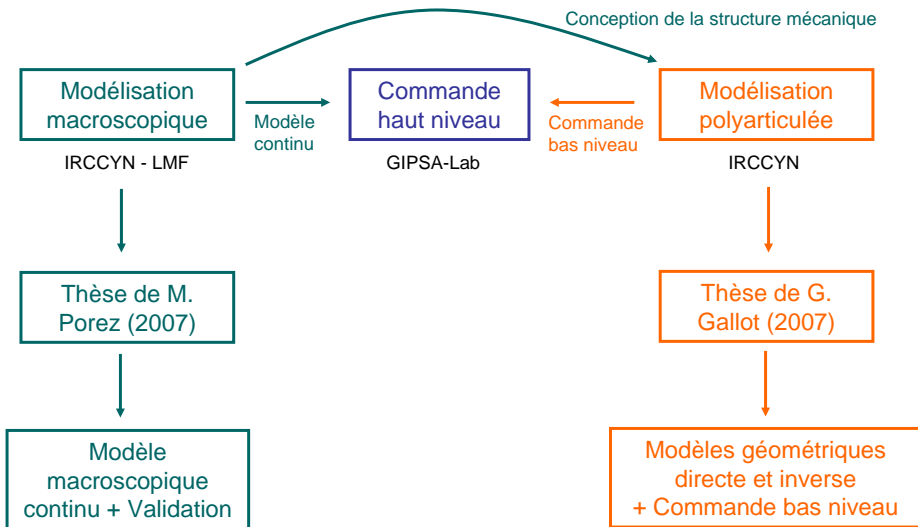 Conception de la structure mécanique
Modélisation
macroscopique
Modèle
continu
Commande
haut niveau
Commande
bas niveau
Modélisation
polyarticulée
IRCCYN - LMF
GIPSA-Lab
IRCCYN
Thèse de M.
Porez (2007)
Thèse de G.
Gallot (2007)
Modèle
macroscopique
continu + Validation
Modèles géométriques
directe et inverse
+ Commande bas niveau